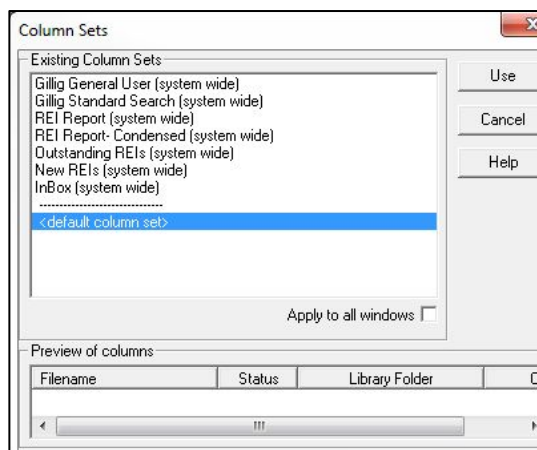 Column Sets
Existing Column Sets
Gillig General User (system wide)
Gillig Standard Search (system wide)
REI Report (system wide)
REI Report- Condensed (system wide)
Outstanding REIs (system wide)
New REIs (system wide)
InBox (system wide)
------------------------------
<default column set>
Use
Cancel
Help
Apply to all windows
Preview of columns
Filename Status Library Folder